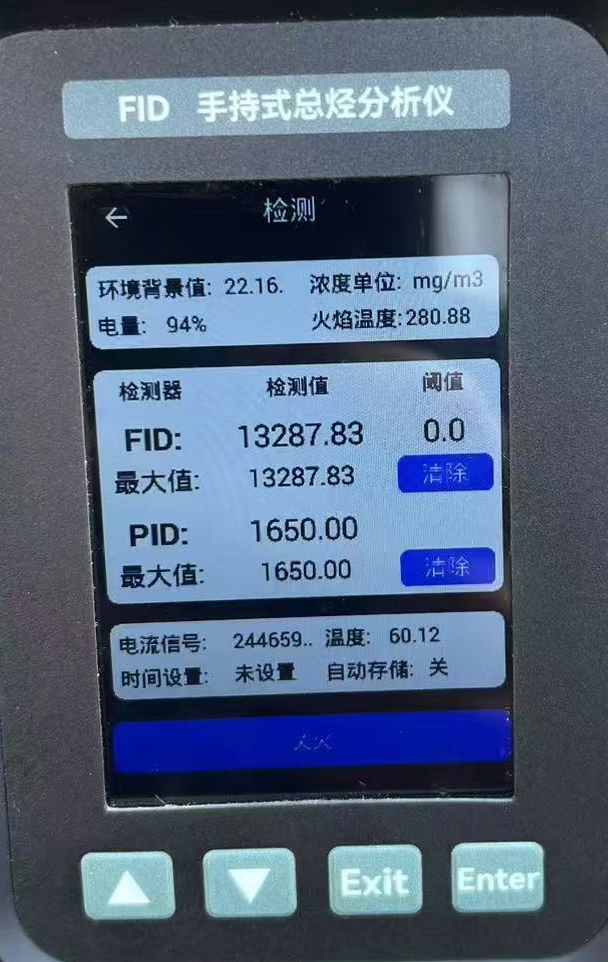 FID 手持式总烃分析仪
← 检测
环境背景值: 22.16. 浓度单位: mg/m3
电量: 94% 火焰温度:280.88
检测器 检测值 阈值
FID: 13287.83 0.0
最大值: 13287.83 清除
PID: 1650.00
最大值: 1650.00 清除
电流信号: 244659.. 温度: 60.12
时间设置: 未设置 自动存储: 关
Exit Enter